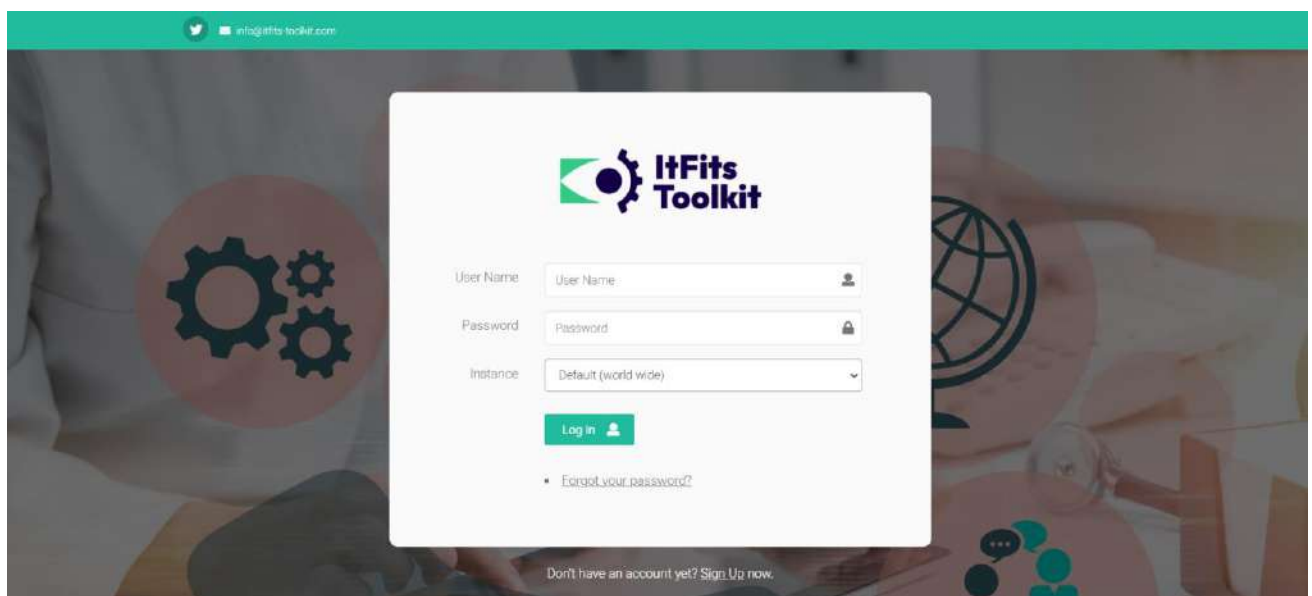 info@itfits-toolkit.com
ItFits
Toolkit
User Name
User Name
Password
Password
Instance
Default (world wide)
Log in
Forgot your password?
Don't have an account yet? Sign Up now.